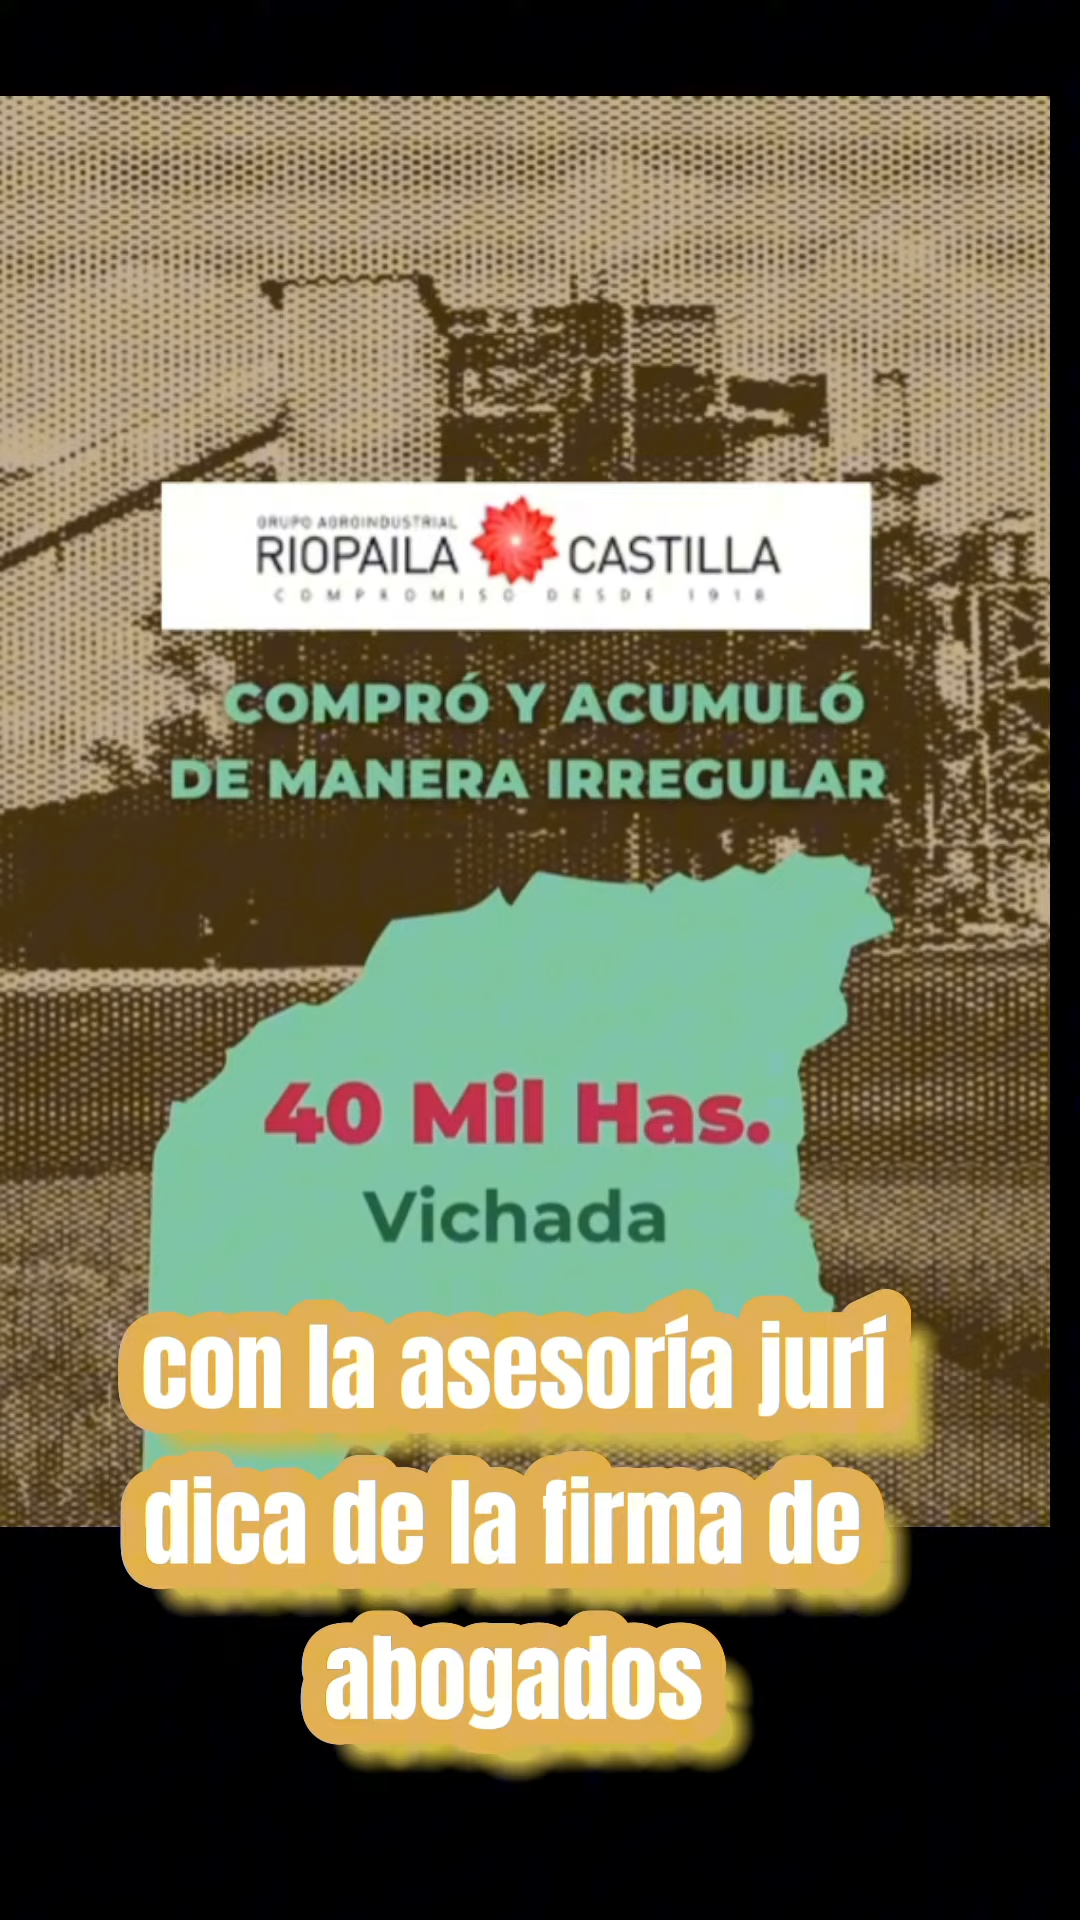 GRUPO AGROINDUSTRIAL
RIOPAILA CASTILLA
COMPROMISO DESDE 1918
COMPRÓ Y ACUMULÓ
DE MANERA IRREGULAR
40 Mil Has.
Vichada
con la asesoría jurí
dica de la firma de
abogados